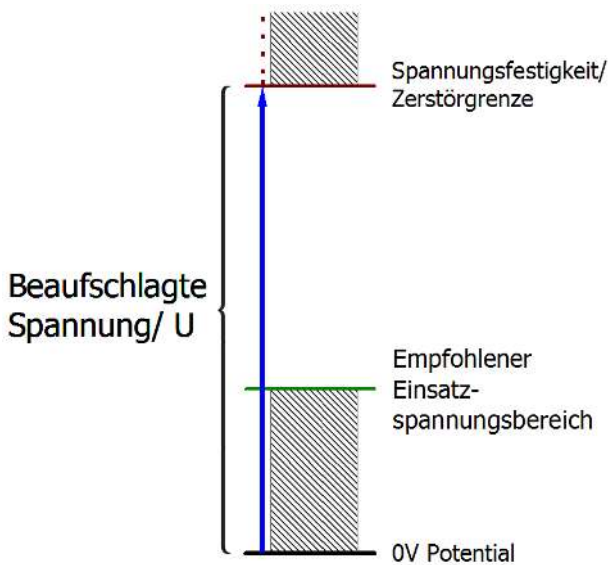 Spannungsfestigkeit/
Zerstörgrenze
Beaufschlagte
Spannung/ U
Empfohlener
Einsatz-
spannungsbereich
0V Potential